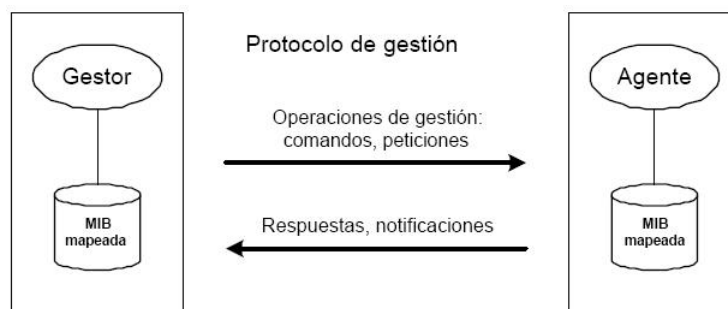 Protocolo de gestión
Gestor
Agente
Operaciones de gestión:
comandos, peticiones
MIB
mapeada
Respuestas, notificaciones
MIB
mapeada